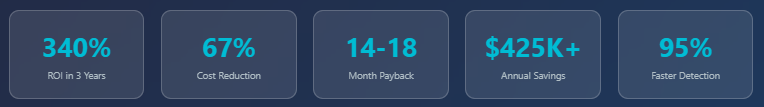 340%
ROI in 3 Years
67%
Cost Reduction
14-18
Month Payback
$425K+
Annual Savings
95%
Faster Detection